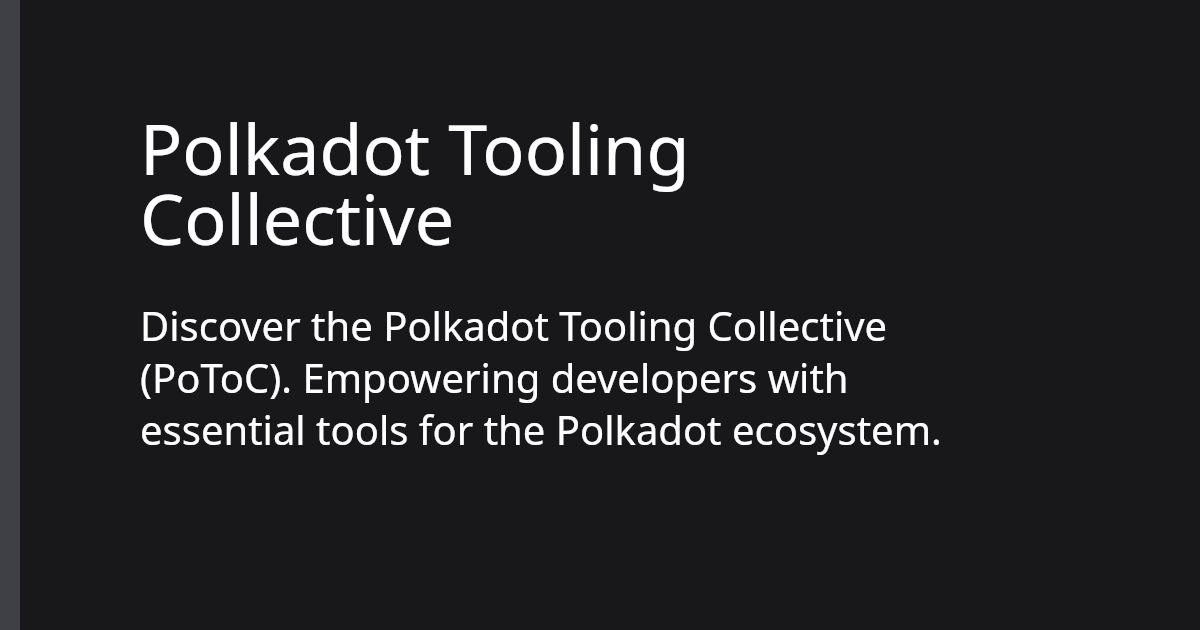 Polkadot Tooling
Collective
Discover the Polkadot Tooling Collective
(PoToC). Empowering developers with
essential tools for the Polkadot ecosystem.